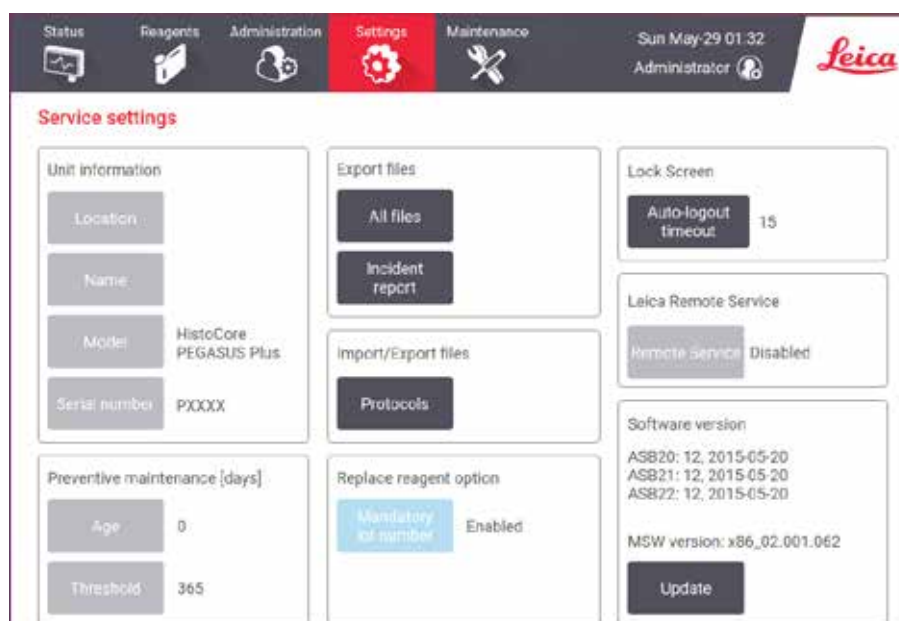 Status
Reagents
Administration
Settings
Maintenance
Sun May-29 01:32
Administrator
Leica
Service settings
Unit information
Location
Name
Model
HistoCore
PEGASUS Plus
Serial number
PXXXX
Preventive maintenance [days]
Age
0
Threshold
365
Export files
All files
Incident
report
Import/Export files
Protocols
Replace reagent option
Mandatory
lot number
Enabled
Lock Screen
Auto-logout
timeout
15
Leica Remote Service
Remote Service
Disabled
Software version
ASB20: 12, 2015-05-20
ASB21: 12, 2015-05-20
ASB22: 12, 2015-05-20
MSW version: x86_02.001.062
Update